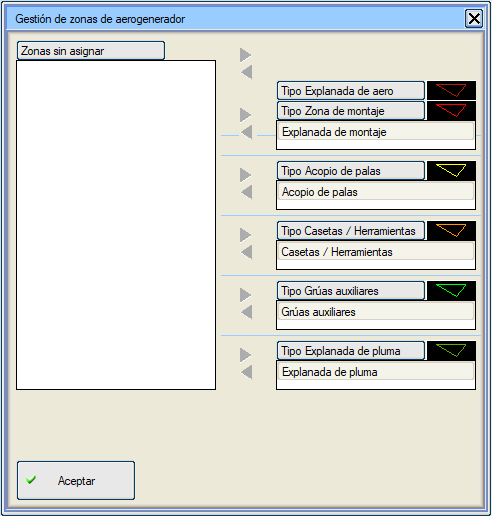 Gestión de zonas de aerogenerador
Zonas sin asignar
Tipo Explanada de aero
Tipo Zona de montaje
Explanada de montaje
Tipo Acopio de palas
Acopio de palas
Tipo Casetas / Herramientas
Casetas / Herramientas
Tipo Grúas auxiliares
Grúas auxiliares
Tipo Explanada de pluma
Explanada de pluma
Aceptar